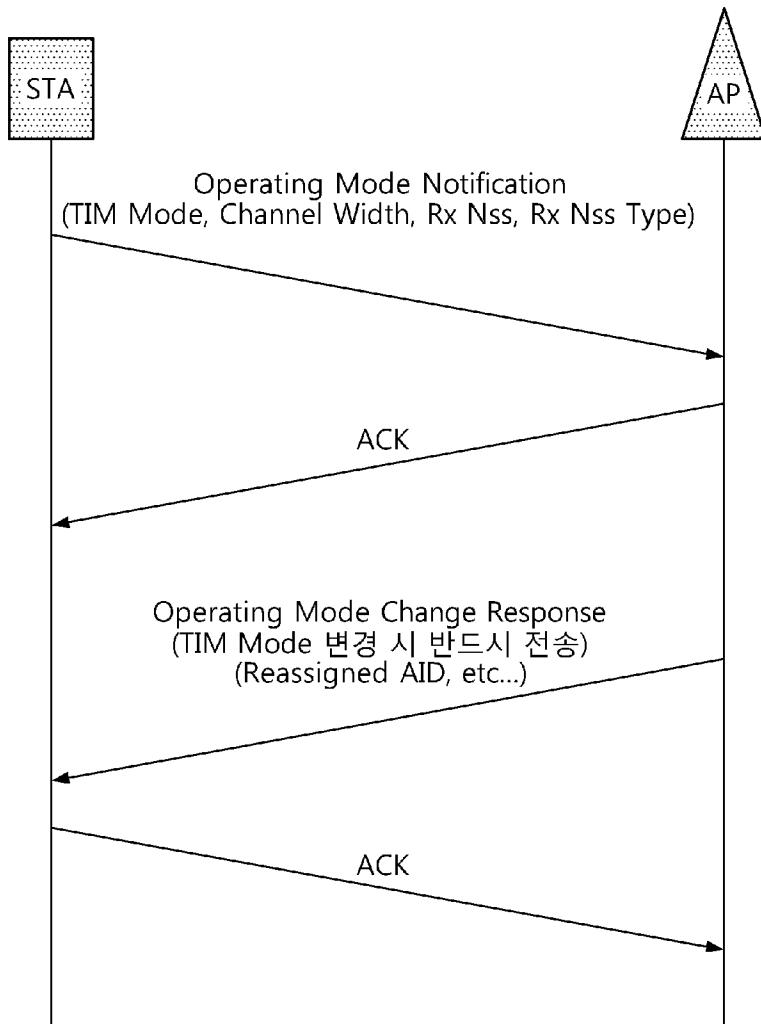 STA
AP
Operating Mode Notification
(TIM Mode, Channel Width, Rx Nss, Rx Nss Type)
ACK
Operating Mode Change Response
(TIM Mode 변경 시 반드시 전송)
(Reassigned AID, etc...)
ACK